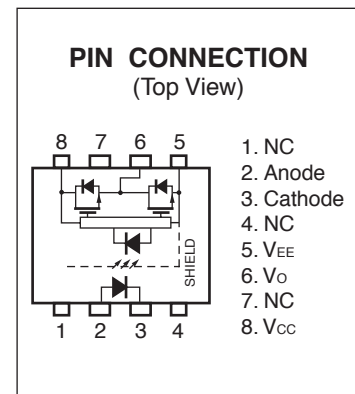 PIN CONNECTION
(Top View)
8 7 6 5
SHIELD
1 2 3 4
1. NC
2. Anode
3. Cathode
4. NC
5. VEE
6. VO
7. NC
8. VCC